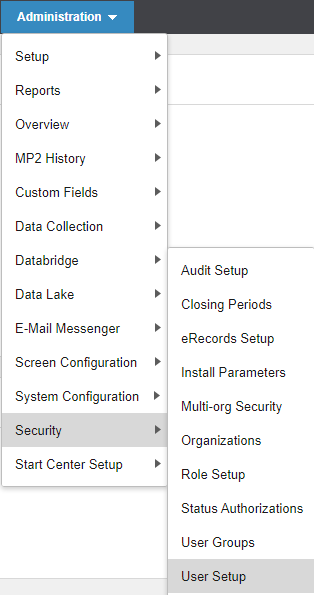 Administration
Setup
Reports
Overview
MP2 History
Custom Fields
Data Collection
Databridge
Data Lake
E-Mail Messenger
Screen Configuration
System Configuration
Security
Start Center Setup
Audit Setup
Closing Periods
eRecords Setup
Install Parameters
Multi-org Security
Organizations
Role Setup
Status Authorizations
User Groups
User Setup